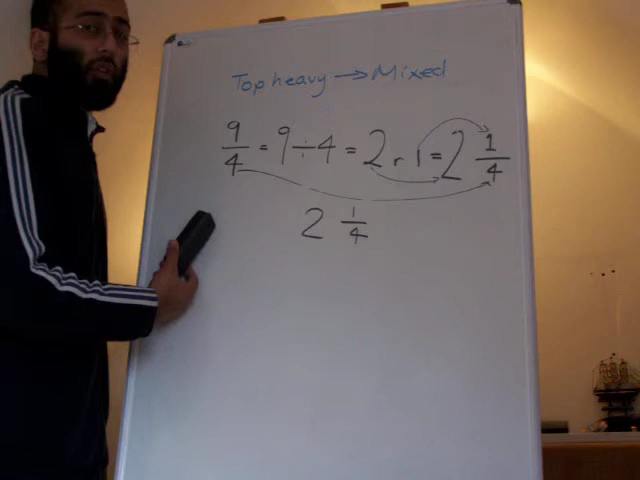 Top heavy → Mixed
9/4 = 9÷4 = 2 r 1 = 2 1/4
2 1/4